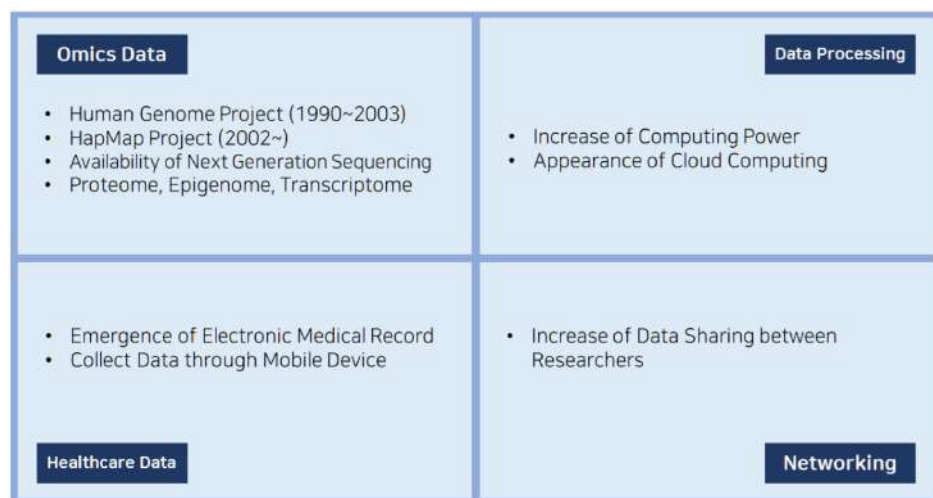 Omics Data
• Human Genome Project (1990~2003)
• HapMap Project (2002~)
• Availability of Next Generation Sequencing
• Proteome, Epigenome, Transcriptome
Data Processing
• Increase of Computing Power
• Appearance of Cloud Computing
• Emergence of Electronic Medical Record
• Collect Data through Mobile Device
Healthcare Data
• Increase of Data Sharing between
Researchers
Networking